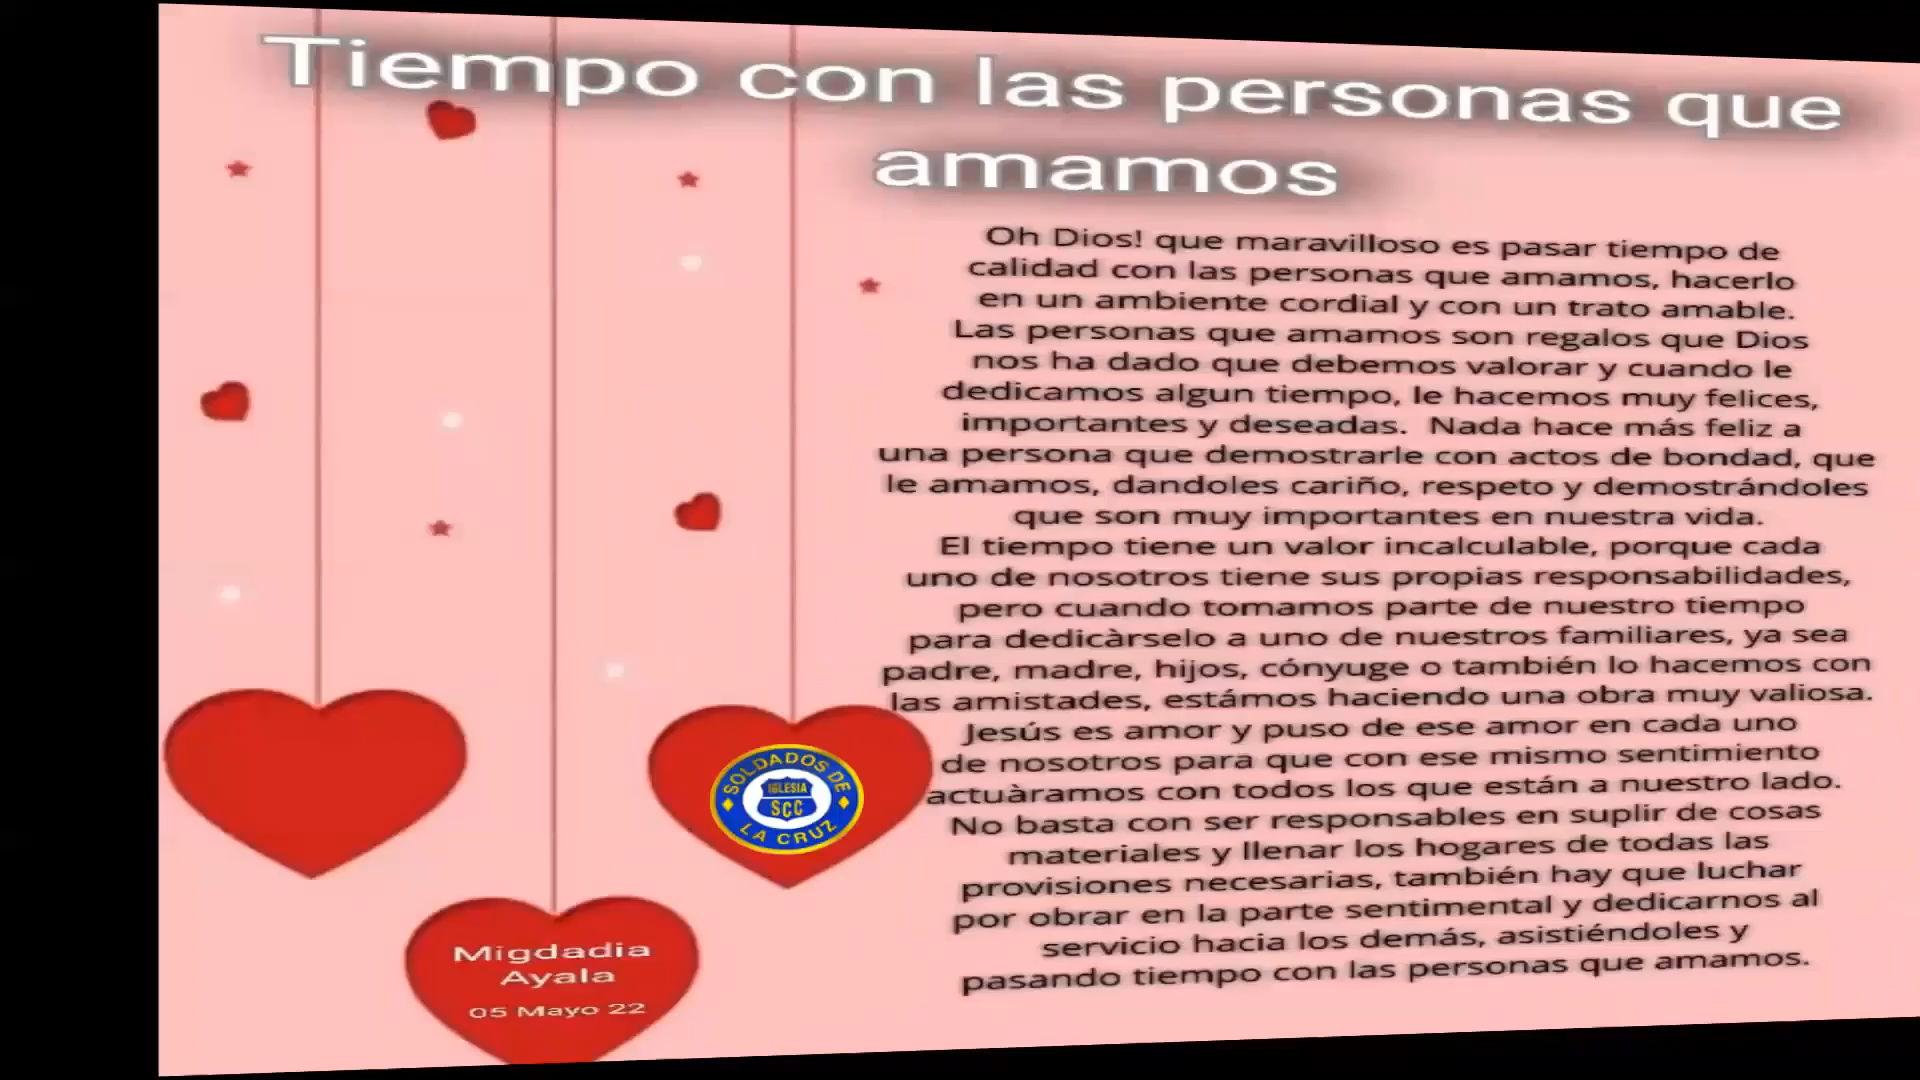 Tiempo con las personas que
amamos
Oh Dios! que maravilloso es pasar tiempo de
calidad con las personas que amamos, hacerlo
en un ambiente cordial y con un trato amable.
Las personas que amamos son regalos que Dios
nos ha dado que debemos valorar y cuando le
dedicamos algun tiempo, le hacemos muy felices,
importantes y deseadas.  Nada hace más feliz a
una persona que demostrarle con actos de bondad, que
le amamos, dandoles cariño, respeto y demostrándoles
que son muy importantes en nuestra vida.
El tiempo tiene un valor incalculable, porque cada
uno de nosotros tiene sus propias responsabilidades,
pero cuando tomamos parte de nuestro tiempo
para dedicàrselo a uno de nuestros familiares, ya sea
padre, madre, hijos, cónyuge o también lo hacemos con
las amistades, estámos haciendo una obra muy valiosa.
Jesús es amor y puso de ese amor en cada uno
de nosotros para que con ese mismo sentimiento
actuàramos con todos los que están a nuestro lado.
No basta con ser responsables en suplir de cosas
materiales y llenar los hogares de todas las
provisiones necesarias, también hay que luchar
por obrar en la parte sentimental y dedicarnos al
servicio hacia los demás, asistiéndoles y
pasando tiempo con las personas que amamos.
SOLDADOS DE
IGLESIA
SCC
LA CRUZ
Migdadia
Ayala
05 Mayo 22